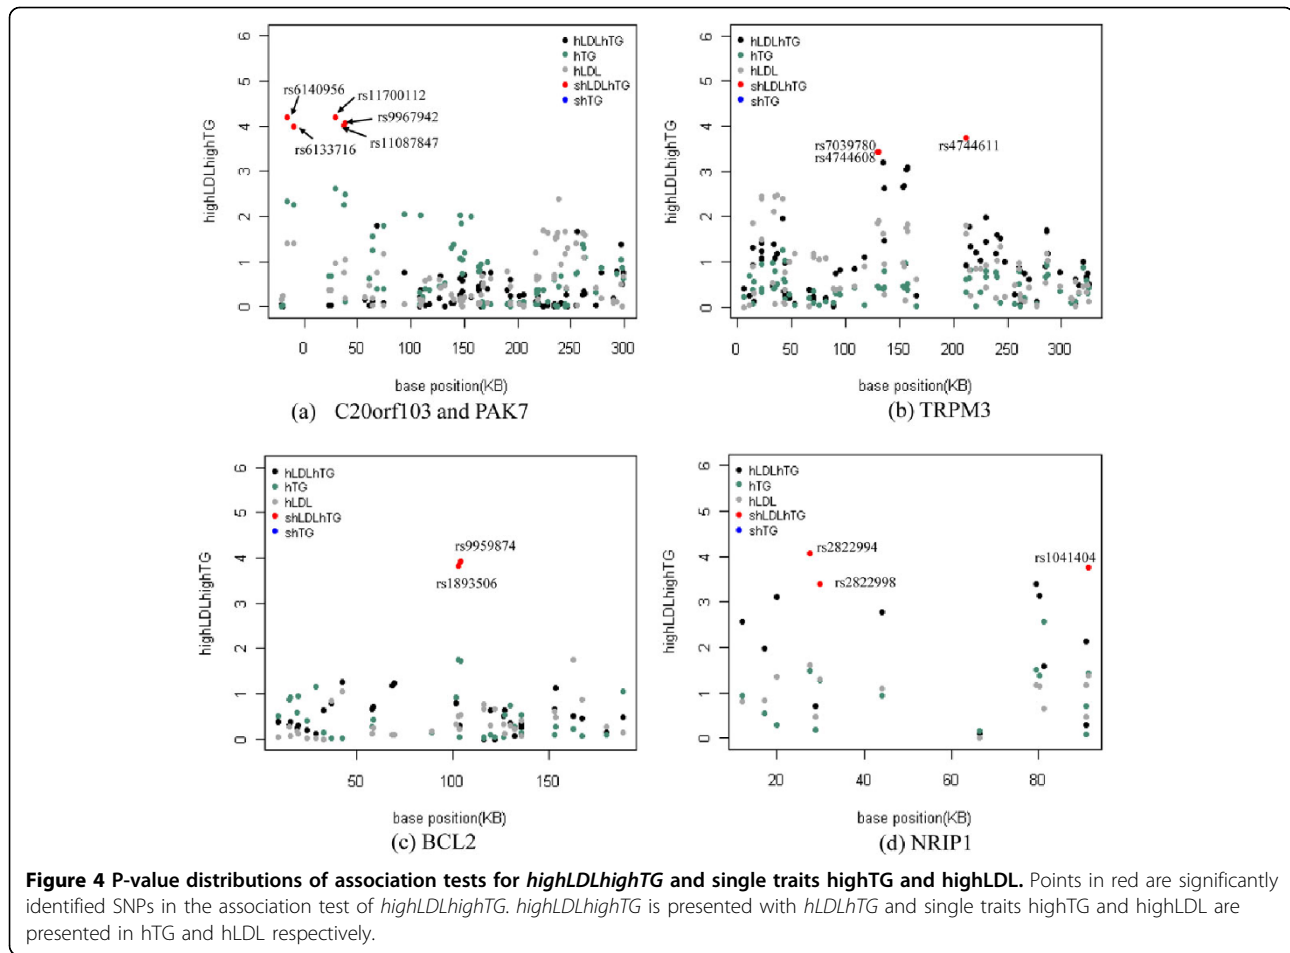 highLDLhighTG
6
5
4
3
2
1
0
hLDLhTG
hTG
hLDL
shLDLhTG
shTG
rs6140956
rs11700112
rs9967942
rs11087847
rs6133716
0 50 100 150 200 250 300
base position(KB)
(a) C20orf103 and PAK7
highLDLhighTG
6
5
4
3
2
1
0
hLDLhTG
hTG
hLDL
shLDLhTG
shTG
rs7039780
rs4744608
rs4744611
0 50 100 150 200 250 300
base position(KB)
(b) TRPM3
highLDLhighTG
6
5
4
3
2
1
0
hLDLhTG
hTG
hLDL
shLDLhTG
shTG
rs9959874
rs1893506
50 100 150
base position(KB)
(c) BCL2
highLDLhighTG
6
5
4
3
2
1
0
hLDLhTG
hTG
hLDL
shLDLhTG
shTG
rs2822994
rs2822998
rs1041404
20 40 60 80
base position(KB)
(d) NRIP1
Figure 4 P-value distributions of association tests for highLDLhighTG and single traits highTG and highLDL. Points in red are significantly
identified SNPs in the association test of highLDLhighTG. highLDLhighTG is presented with hLDLhTG and single traits highTG and highLDL are
presented in hTG and hLDL respectively.